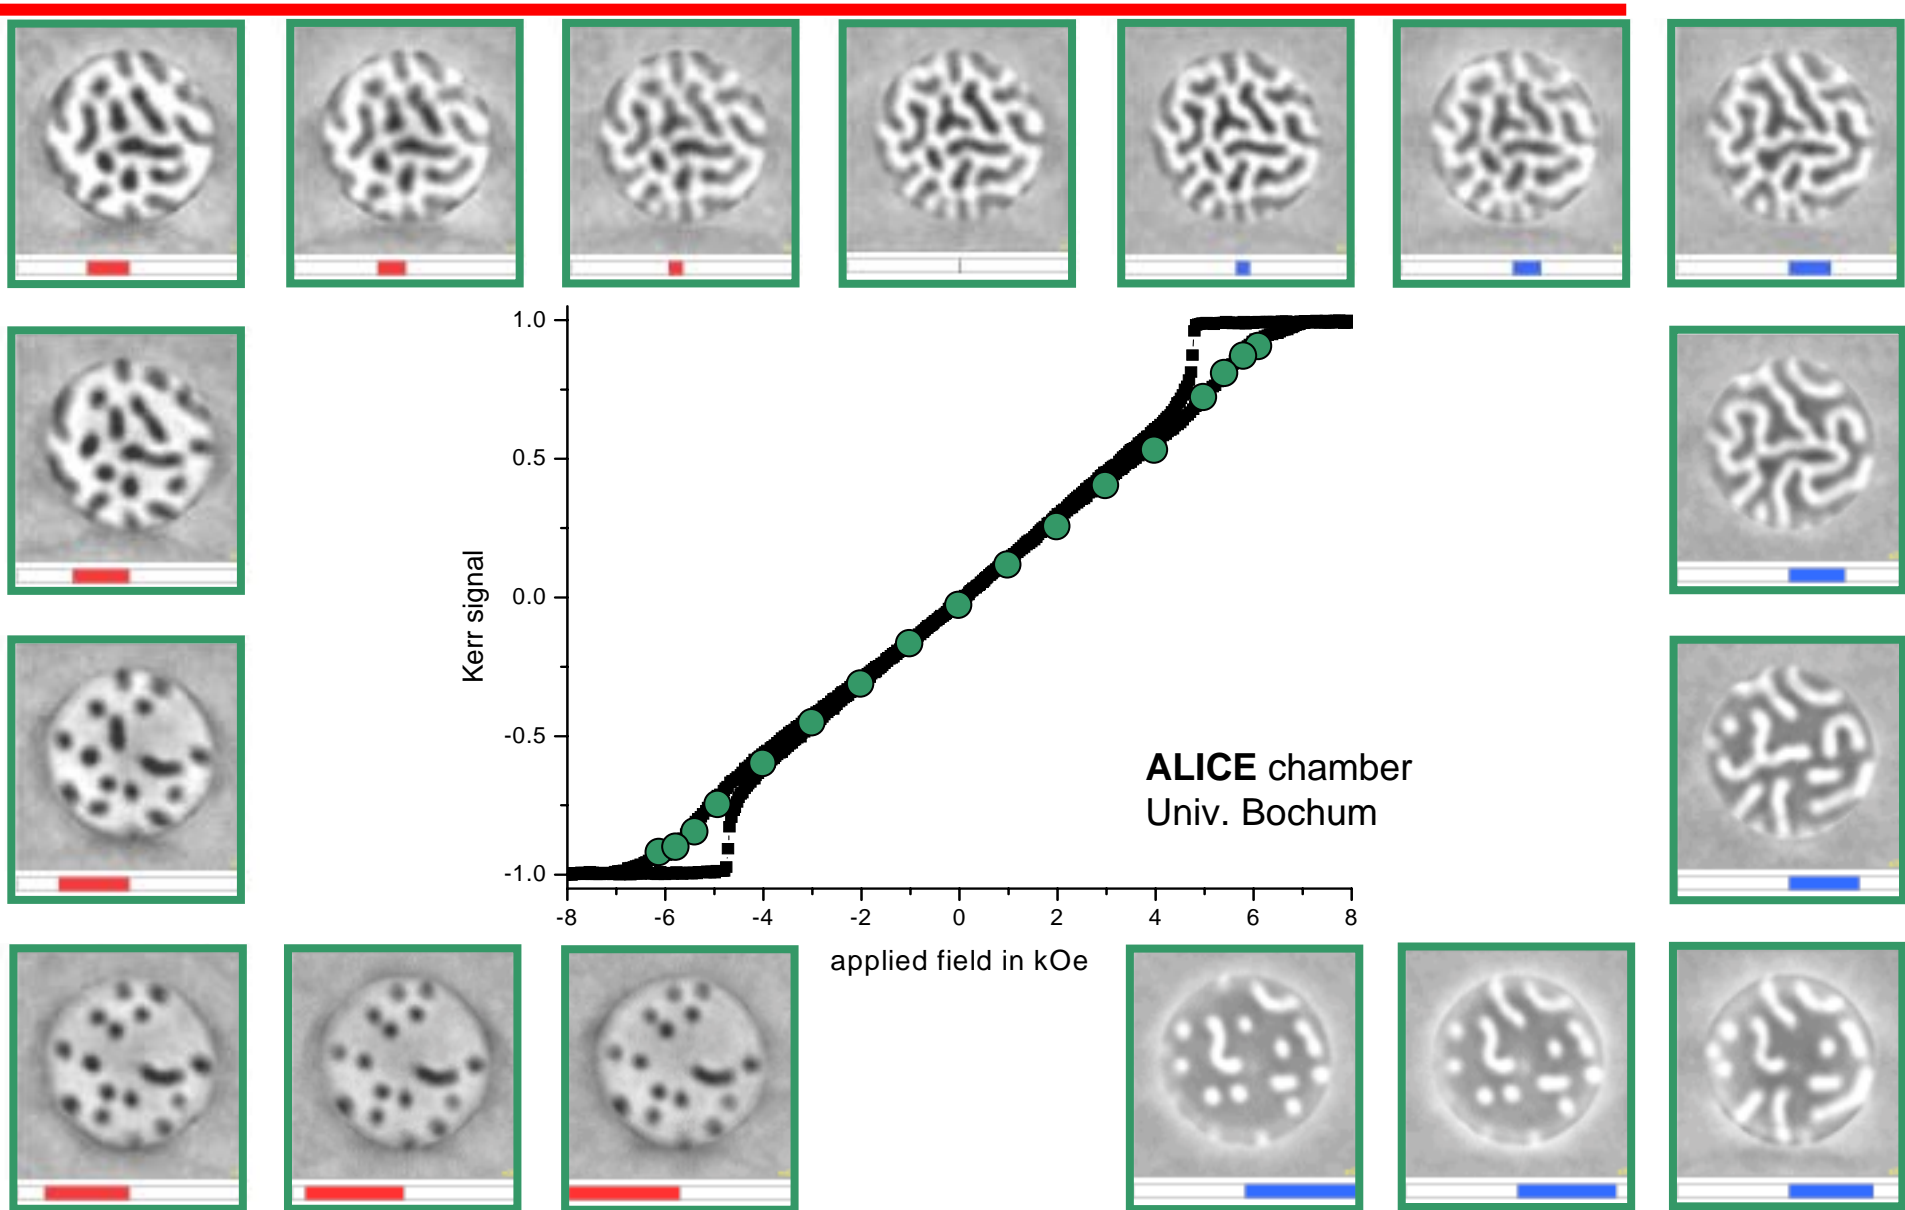 1.0
0.5
0.0
-0.5
-1.0
Kerr signal
-8 -6 -4 -2 0 2 4 6 8
applied field in kOe
ALICE chamber
Univ. Bochum